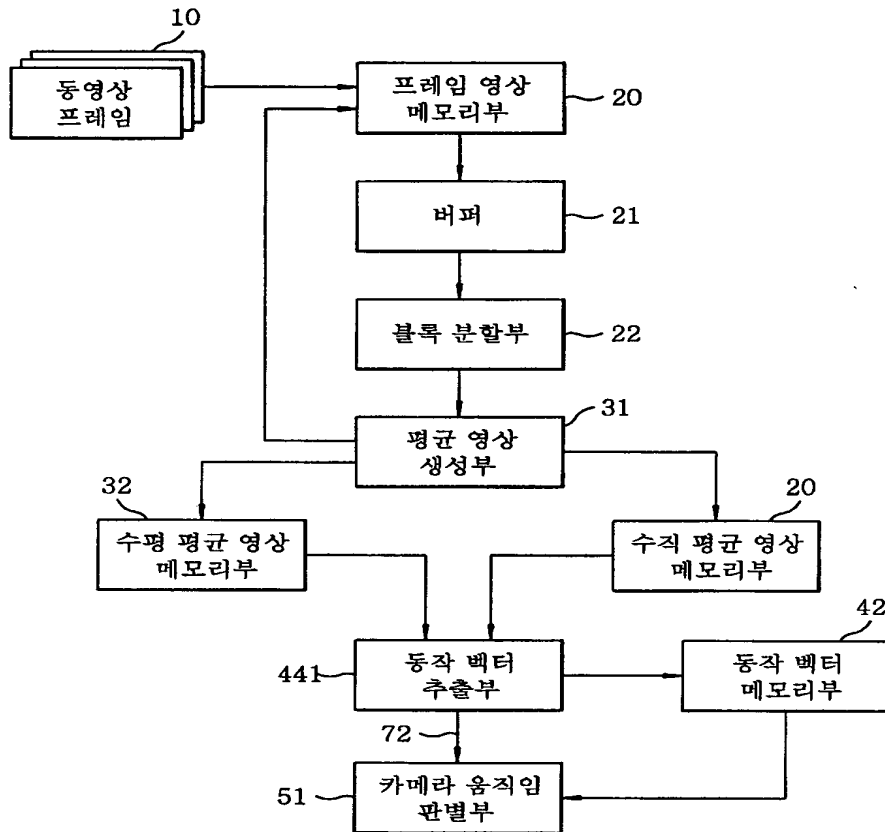 10
동영상
프레임
프레임 영상
메모리부
20
버퍼
21
블록 분할부
22
31
평균 영상
생성부
32
수평 평균 영상
메모리부
20
수직 평균 영상
메모리부
42
441
동작 벡터
추출부
동작 벡터
메모리부
72
51
카메라 움직임
판별부